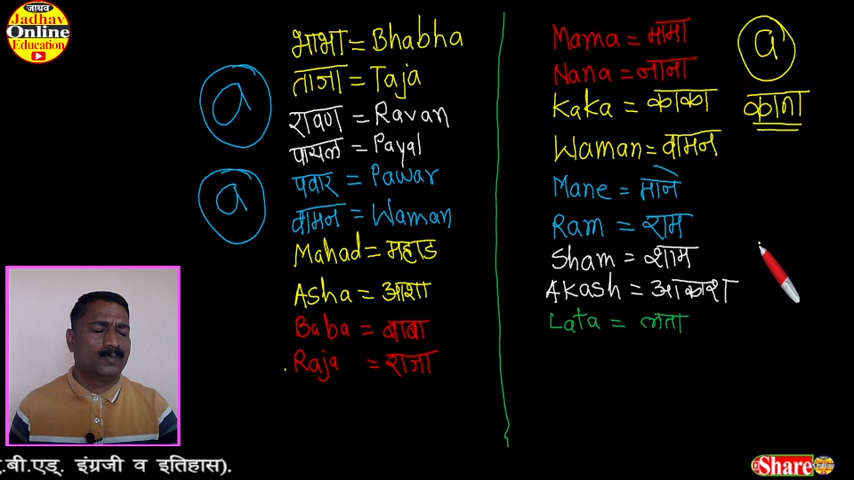 जाधव
Jadhav
Online
Education
a
a
भाभा = Bhabha
ताजा = Taja
रावण = Ravan
पायल = Payal
पवार = Pawar
वामन = Waman
Mahad = महाड
Asha = आशा
Baba = बाबा
Raja = राजा
Mama = मामा
Nana = नाना
Kaka = काका
Waman = वामन
Mane = माने
Ram = राम
Sham = शाम
Akash = आकाश
Lata = लता
a
काना
.बी.एड् इंग्रजी व इतिहास).
Share